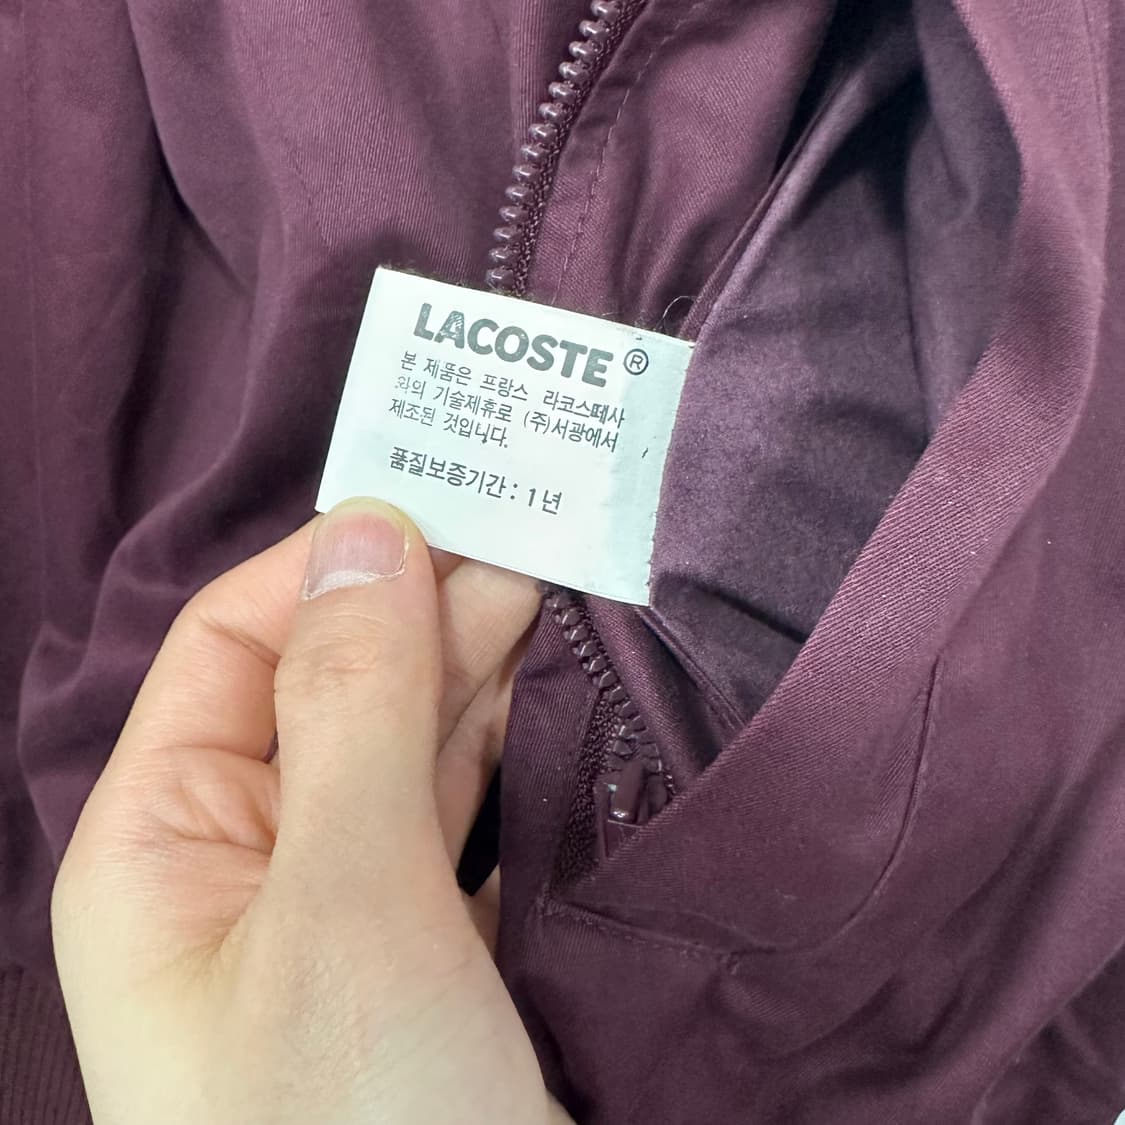 LACOSTE ®
본 제품은 프랑스 라코스떼사
와의 기술제휴로 (주)서광에서
제조된 것입니다.
품질보증기간 : 1년